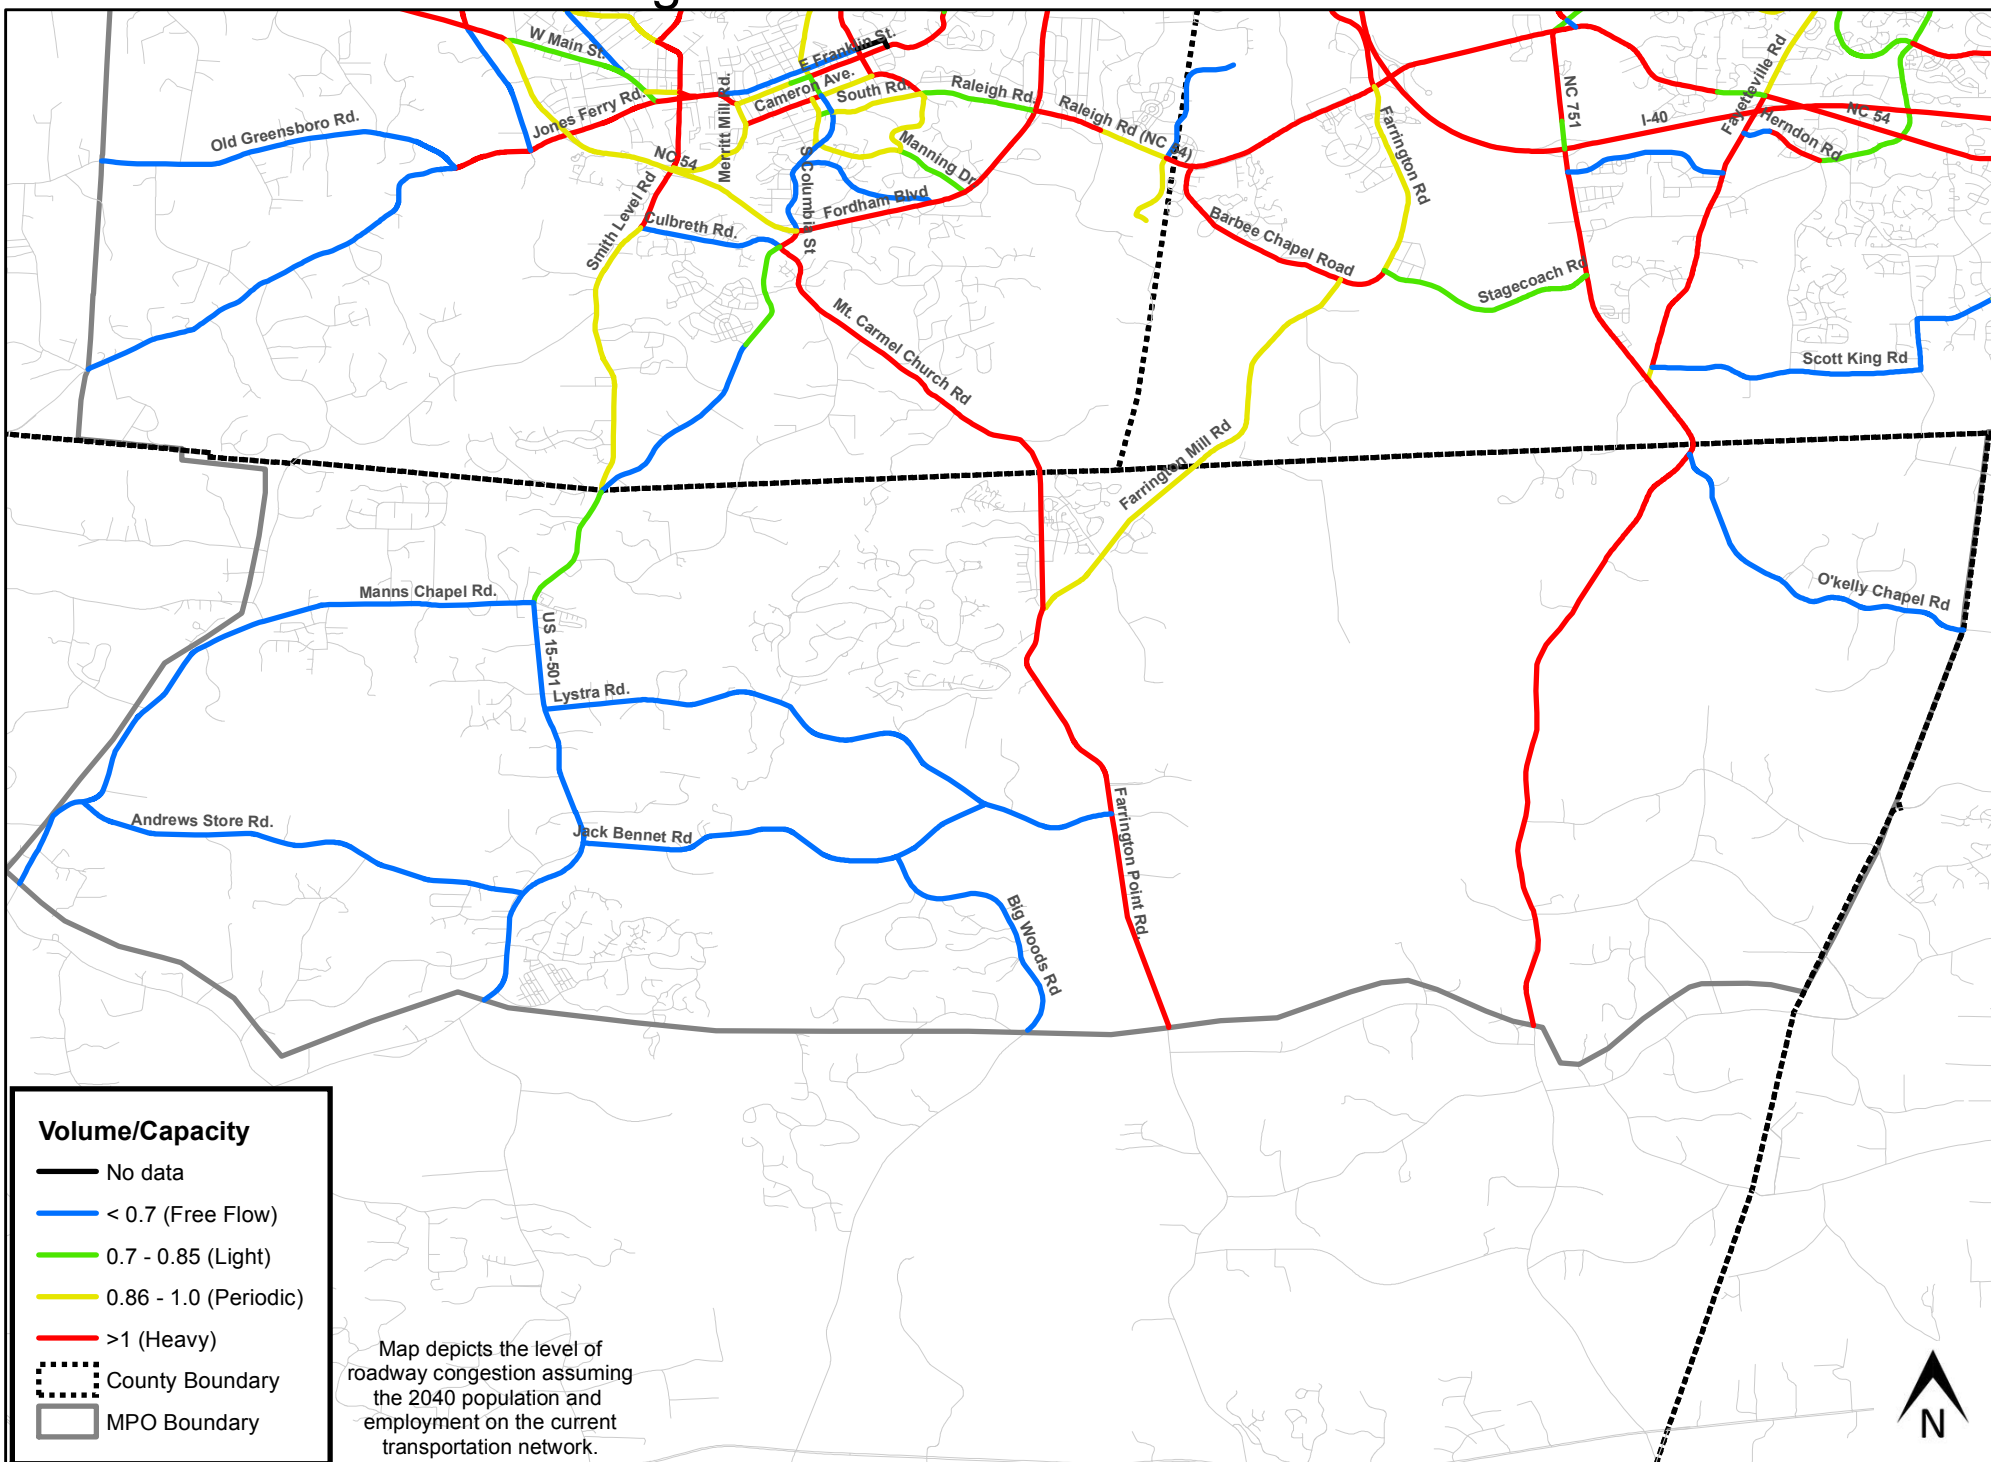 W Main St.
E Franklin St.
Cameron Ave.
South Rd.
Raleigh Rd.
Merritt Mill Rd.
Jones Ferry Rd.
Old Greensboro Rd.
NC 54
Manning Dr
S Columbia St
Fordham Blvd
Smith Level Rd
Culbreth Rd.
Raleigh Rd (NC 54)
Farrington Rd
Barbee Chapel Road
Stagecoach Rd
NC 751
I-40
Fayetteville Rd
NC 54
Herndon Rd
Scott King Rd
Mt. Carmel Church Rd
Farrington Mill Rd
O'kelly Chapel Rd
Manns Chapel Rd.
US 15-501
Lystra Rd.
Andrews Store Rd.
Jack Bennet Rd
Big Woods Rd
Farrington Point Rd.
Volume/Capacity
No data
< 0.7 (Free Flow)
0.7 - 0.85 (Light)
0.86 - 1.0 (Periodic)
>1 (Heavy)
County Boundary
MPO Boundary
Map depicts the level of
roadway congestion assuming
the 2040 population and
employment on the current
transportation network.
N